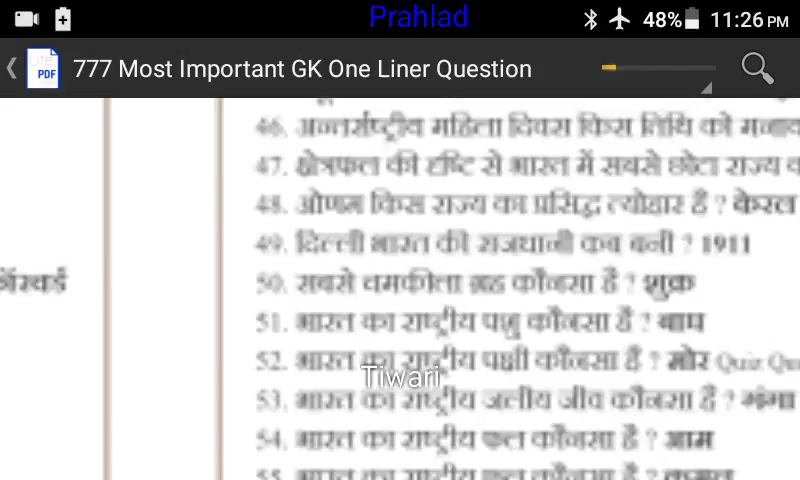 Prahlad
48% 11:26 PM
PDF 777 Most Important GK One Liner Question
46. अन्तर्राष्ट्रीय महिला दिवस किस तिथि को
47. क्षेत्रफल की दृष्टि से भारत में सबसे छोटा राज्य
48. ओणम किस राज्य का प्रसिद्ध त्योहार हैं ? केरल
49. दिल्ली भारत की राजधानी कब बनी ? 1911
50. सबसे चमकीला ग्रह कौनसा हैं ? शुक्र
51. भारत का राष्ट्रीय पशु कौनसा हैं ? बाघ
52. भारत का राष्ट्रीय पक्षी कौनसा हैं ? मोर Quiz
Tiwari
53. भारत का राष्ट्रीय जलीय जीव कौनसा हैं ? गंगा
54. भारत का राष्ट्रीय फल कौनसा हैं ? आम